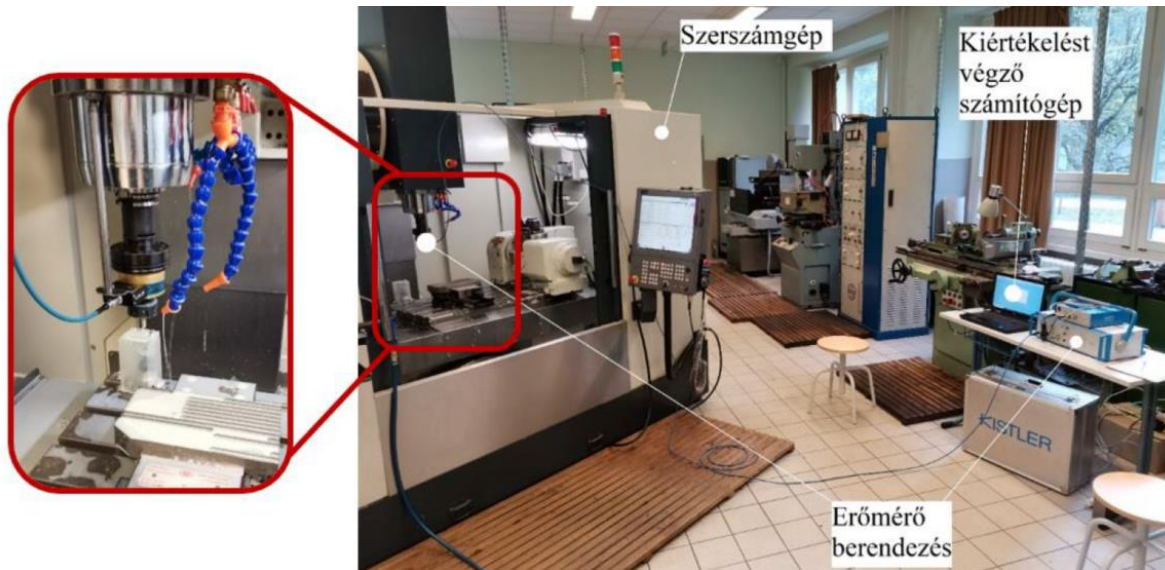 Szerszámgép
Kiértékelést
végző
számítógép
KISTLER
Erőmérő
berendezés